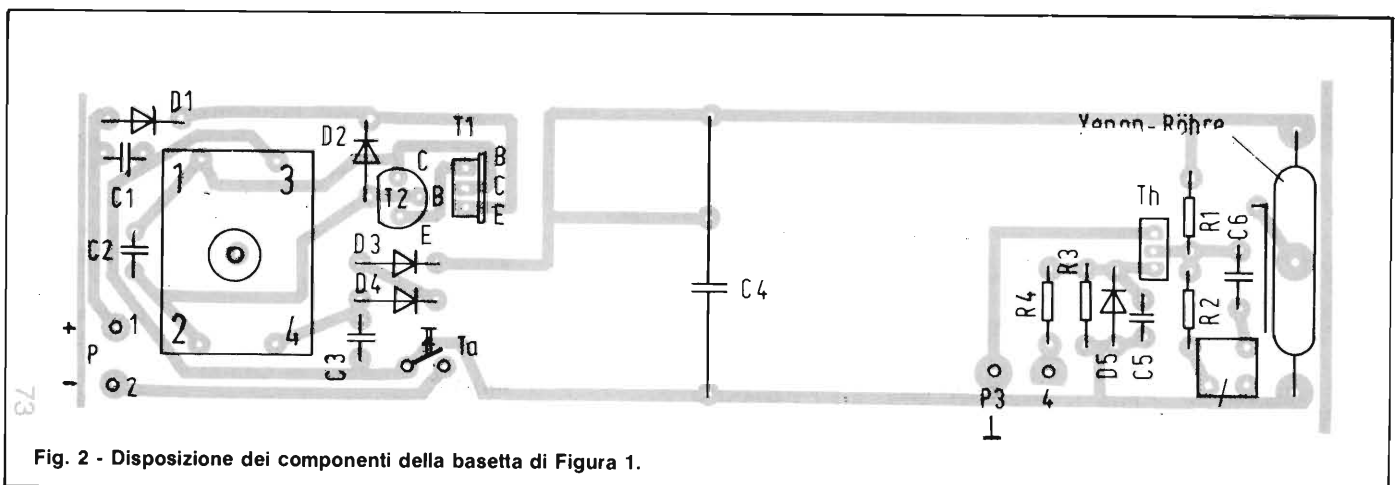 D1
C1
1
3
D2
C
T1
B
C
E
T2
B
E
C2
D3
D4
2
4
C3
Ta
+
P
-
1
2
C4
Th
R1
C6
R3
R4
D5
C5
R2
P3
4
73
Fig. 2 - Disposizione dei componenti della basetta di Figura 1.